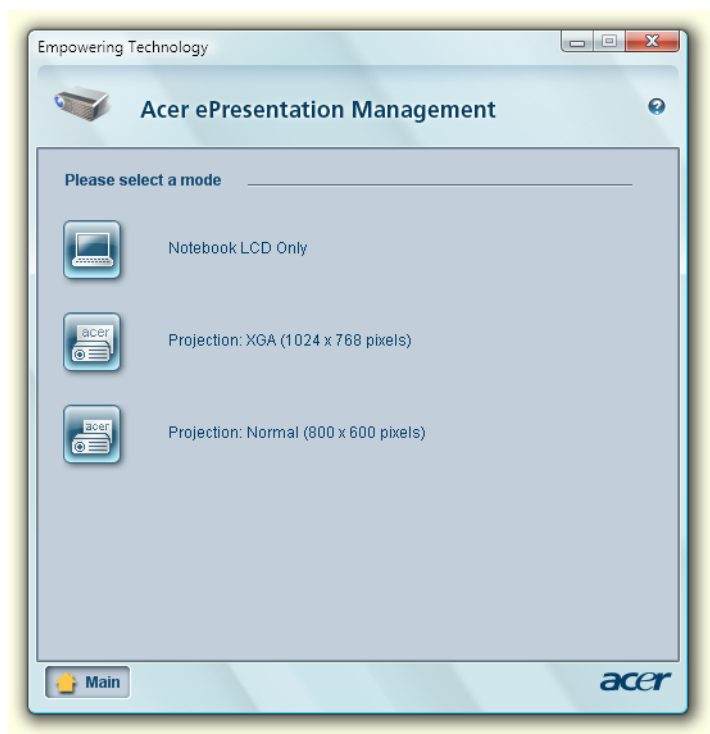 Empowering Technology
Acer ePresentation Management
Please select a mode
Notebook LCD Only
acer
Projection: XGA (1024 x 768 pixels)
acer
Projection: Normal (800 x 600 pixels)
Main
acer